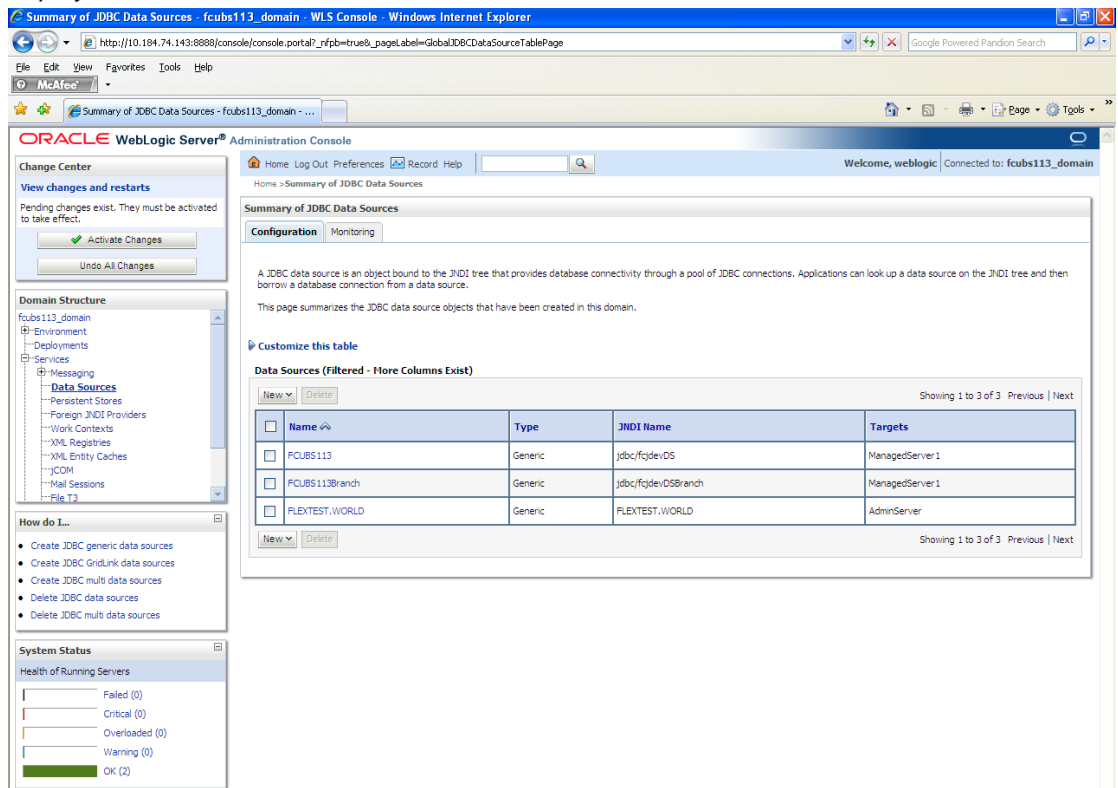 Summary of JDBC Data Sources - fcubs113_domain - WLS Console - Windows Internet Explorer
http://10.184.74.143:8888/console/console.portal?_nfpb=true&_pageLabel=GlobalJDBCDataSourceTablePage
Google Powered Pandion Search
File Edit View Favorites Tools Help
McAfee
Summary of JDBC Data Sources - fcubs113_domain - ...
Page Tools
ORACLE WebLogic Server® Administration Console
Change Center
View changes and restarts
Pending changes exist. They must be activated
to take effect.
Activate Changes
Undo All Changes
Domain Structure
fcubs113_domain
Environment
Deployments
Services
Messaging
Data Sources
Persistent Stores
Foreign JNDI Providers
Work Contexts
XML Registries
XML Entity Caches
jCOM
Mail Sessions
File T3
How do I...
Create JDBC generic data sources
Create JDBC GridLink data sources
Create JDBC multi data sources
Delete JDBC data sources
Delete JDBC multi data sources
System Status
Health of Running Servers
Failed (0)
Critical (0)
Overloaded (0)
Warning (0)
OK (2)
Home Log Out Preferences Record Help
Welcome, weblogic Connected to: fcubs113_domain
Home >Summary of JDBC Data Sources
Summary of JDBC Data Sources
Configuration Monitoring
A JDBC data source is an object bound to the JNDI tree that provides database connectivity through a pool of JDBC connections. Applications can look up a data source on the JNDI tree and then
borrow a database connection from a data source.
This page summarizes the JDBC data source objects that have been created in this domain.
Customize this table
Data Sources (Filtered - More Columns Exist)
New Delete Showing 1 to 3 of 3 Previous | Next
Name Type JNDI Name Targets
FCUBS113 Generic jdbc/fcjdevDS ManagedServer1
FCUBS113Branch Generic jdbc/fcjdevDSBranch ManagedServer1
FLEXTEST.WORLD Generic FLEXTEST.WORLD AdminServer
New Delete Showing 1 to 3 of 3 Previous | Next